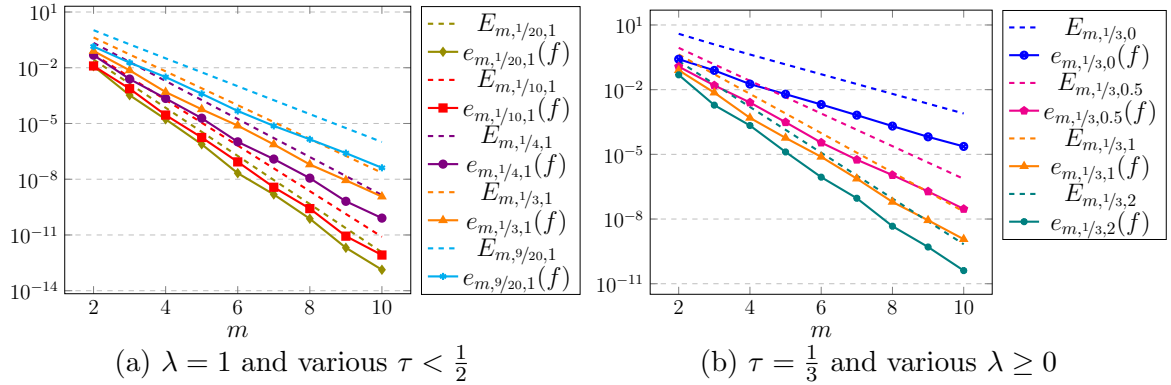 10^1
10^−2
10^−5
10^−8
10^−11
10^−14
2 4 6 8 10
m
E_{m,1/20,1}
e_{m,1/20,1}(f)
E_{m,1/10,1}
e_{m,1/10,1}(f)
E_{m,1/4,1}
e_{m,1/4,1}(f)
E_{m,1/3,1}
e_{m,1/3,1}(f)
E_{m,9/20,1}
e_{m,9/20,1}(f)
(a) λ = 1 and various τ < 1/2
10^1
10^−2
10^−5
10^−8
10^−11
2 4 6 8 10
m
E_{m,1/3,0}
e_{m,1/3,0}(f)
E_{m,1/3,0.5}
e_{m,1/3,0.5}(f)
E_{m,1/3,1}
e_{m,1/3,1}(f)
E_{m,1/3,2}
e_{m,1/3,2}(f)
(b) τ = 1/3 and various λ ≥ 0